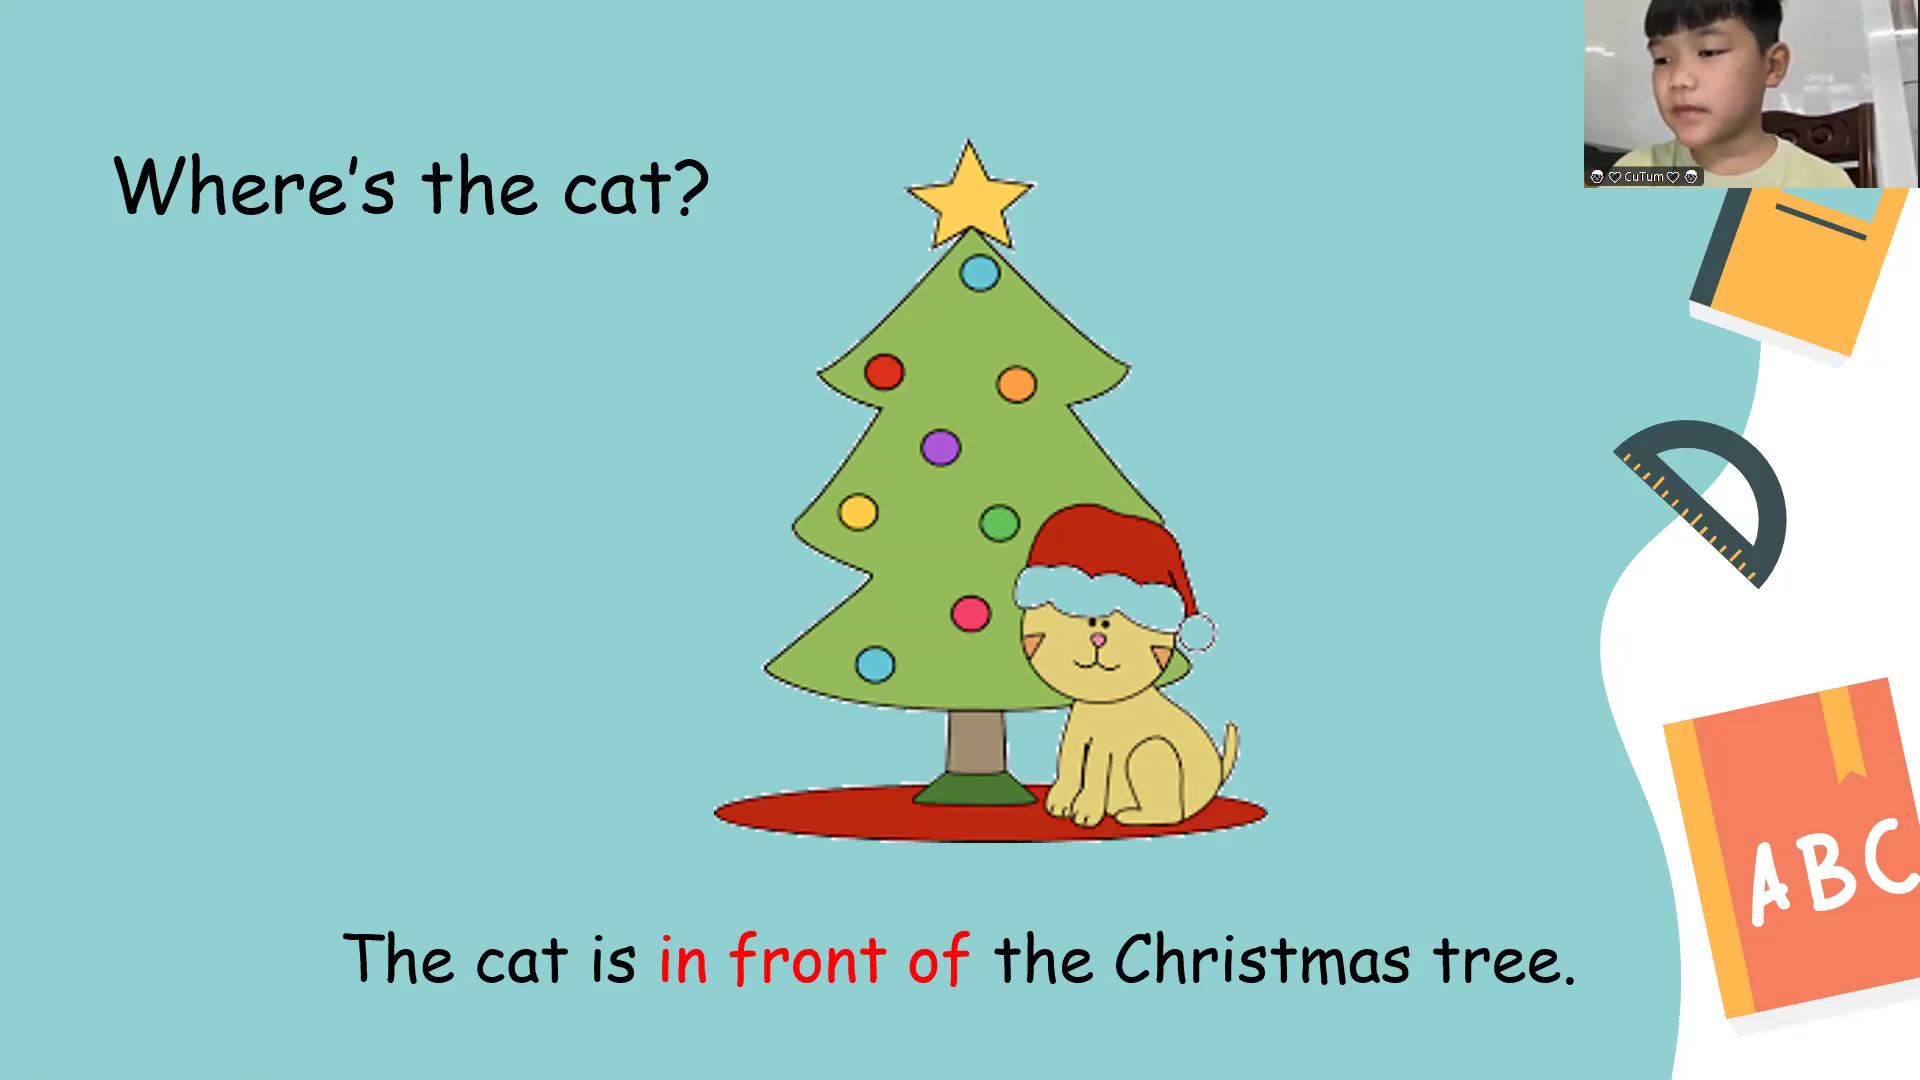 Where's the cat?
CuTum
ABC
The cat is in front of the Christmas tree.